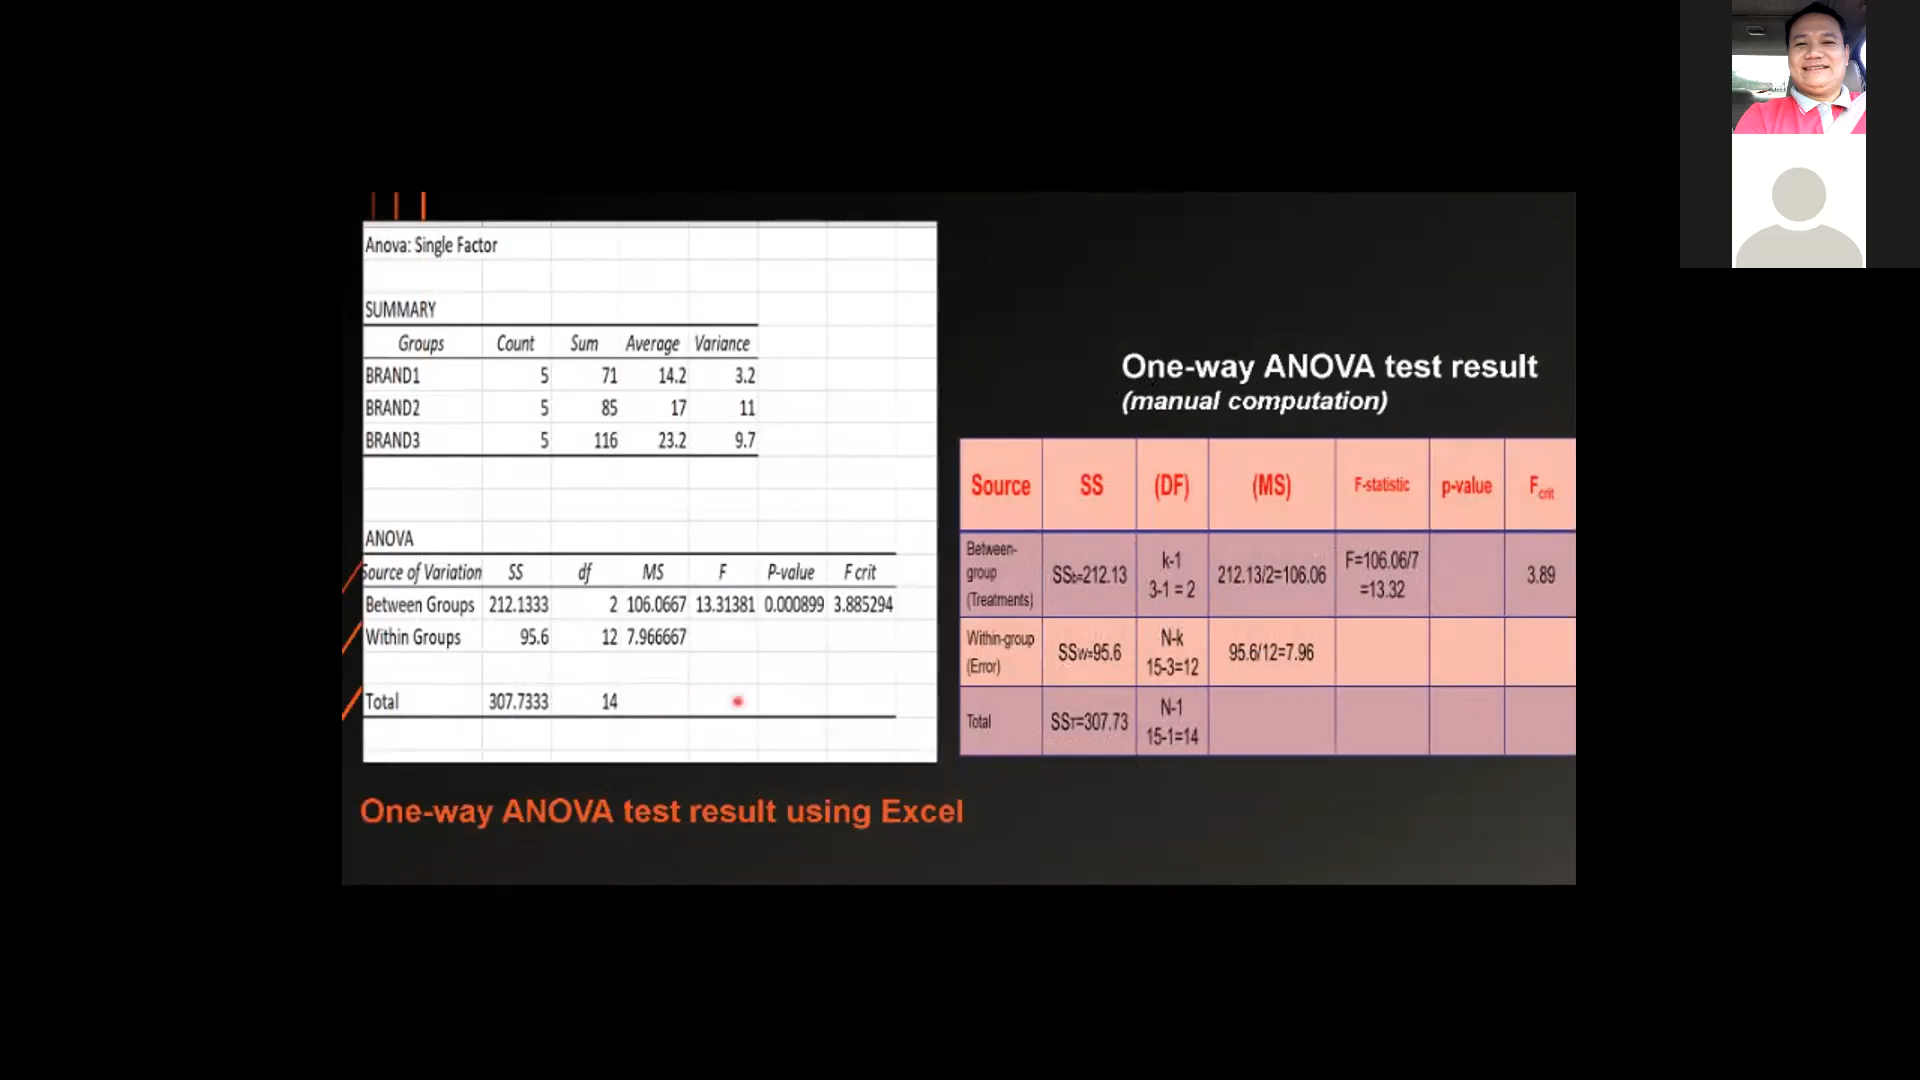 Anova: Single Factor
SUMMARY
Groups Count Sum Average Variance
BRAND1 5 71 14.2 3.2
BRAND2 5 85 17 11
BRAND3 5 116 23.2 9.7
ANOVA
Source of Variation SS df MS F P-value F crit
Between Groups 212.1333 2 106.0667 13.31381 0.000899 3.885294
Within Groups 95.6 12 7.966667
Total 307.7333 14
One-way ANOVA test result using Excel
One-way ANOVA test result
(manual computation)
Source SS (DF) (MS) F-statistic p-value Fcrit
Between-
group
(Treatments)
SSb=212.13
k-1
3-1 = 2
212.13/2=106.06
F=106.06/7
=13.32
3.89
Within-group
(Error)
SSW=95.6
N-k
15-3=12
95.6/12=7.96
Total
SST=307.73
N-1
15-1=14